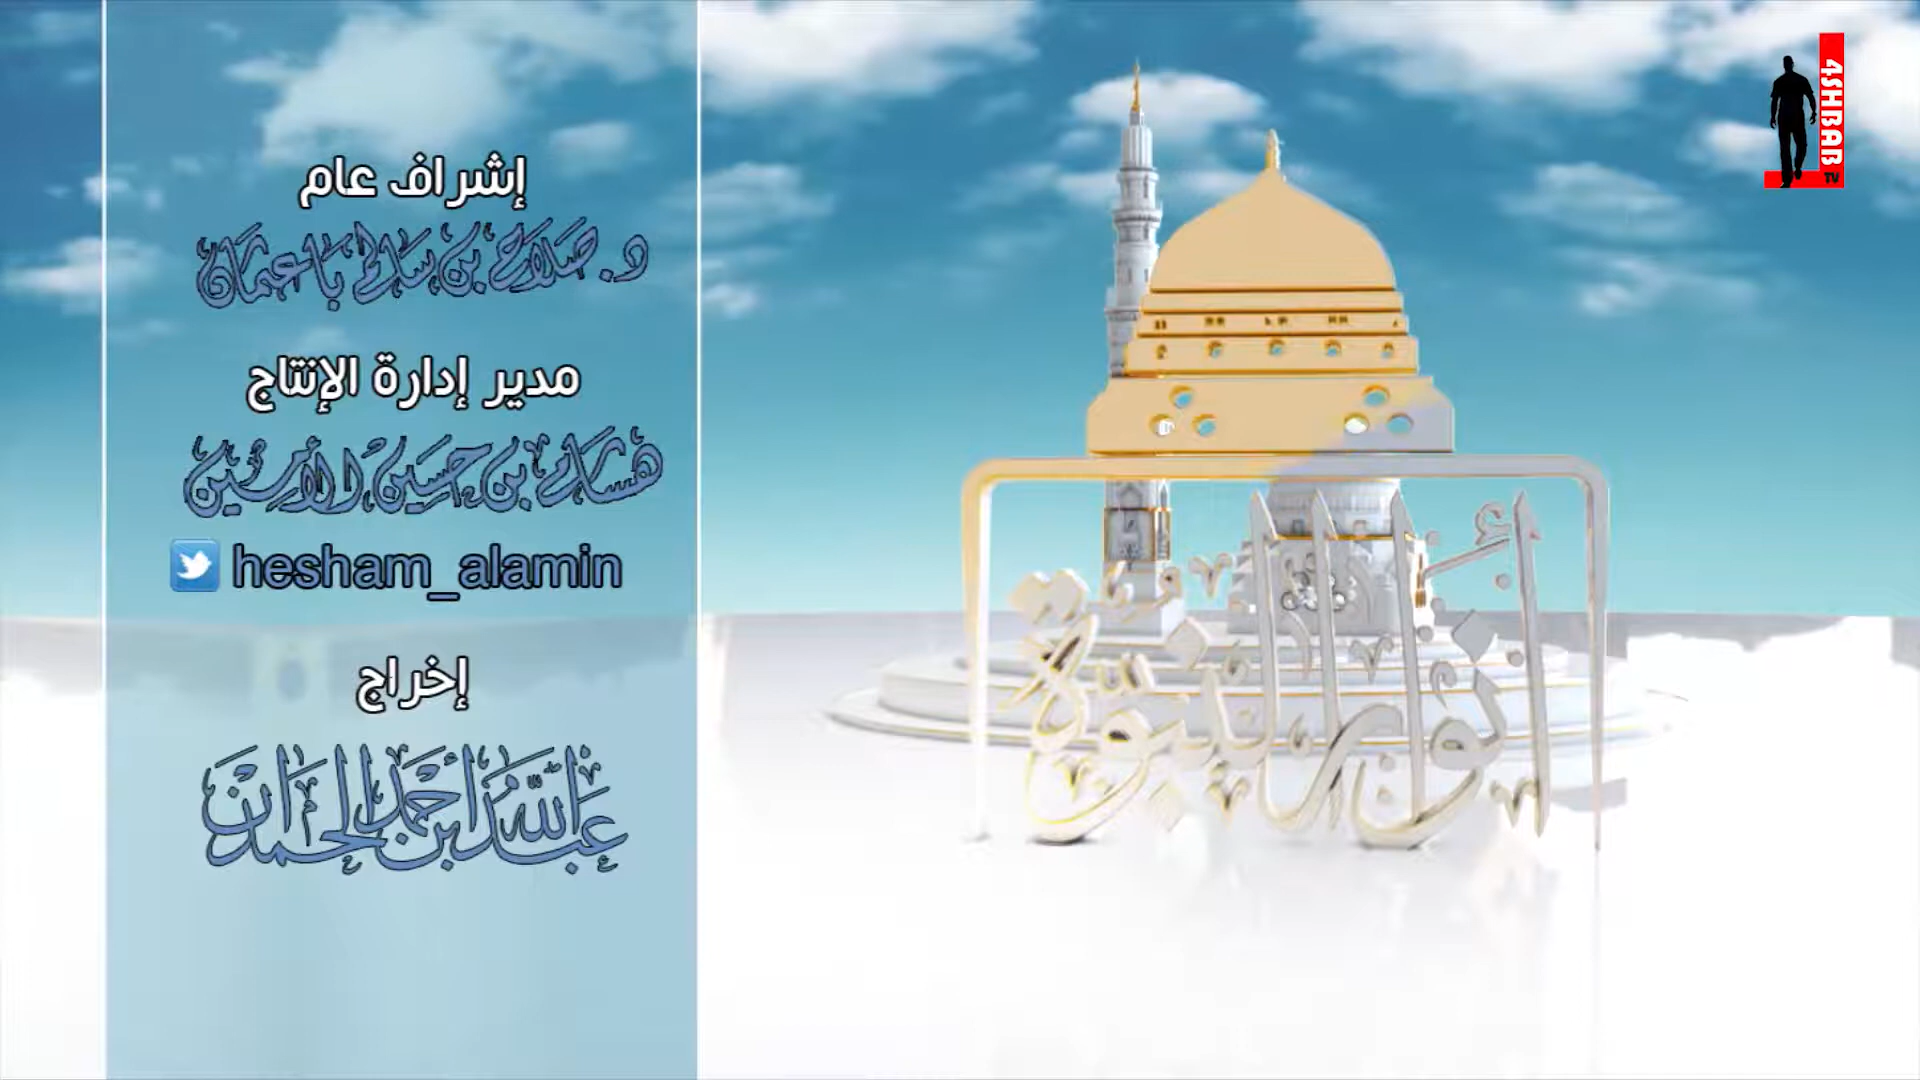 إشراف عام
د. صلاح بن سالم باعثمان
مدير إدارة الإنتاج
هشام بن حسين الأمين
hesham_alamin
إخراج
عبدالله بن أحمد الحمدان
أنوار النبوة
4SHBAB
TV